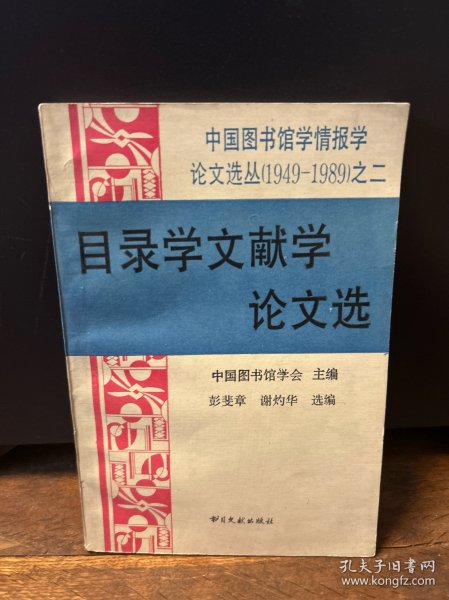 中国图书馆学情报学
论文选丛(1949-1989)之二
目录学文献学
论文选
中国图书馆学会 主编
彭斐章 谢灼华 选编
书目文献出版社
孔夫子旧书网
www.kongfz.com